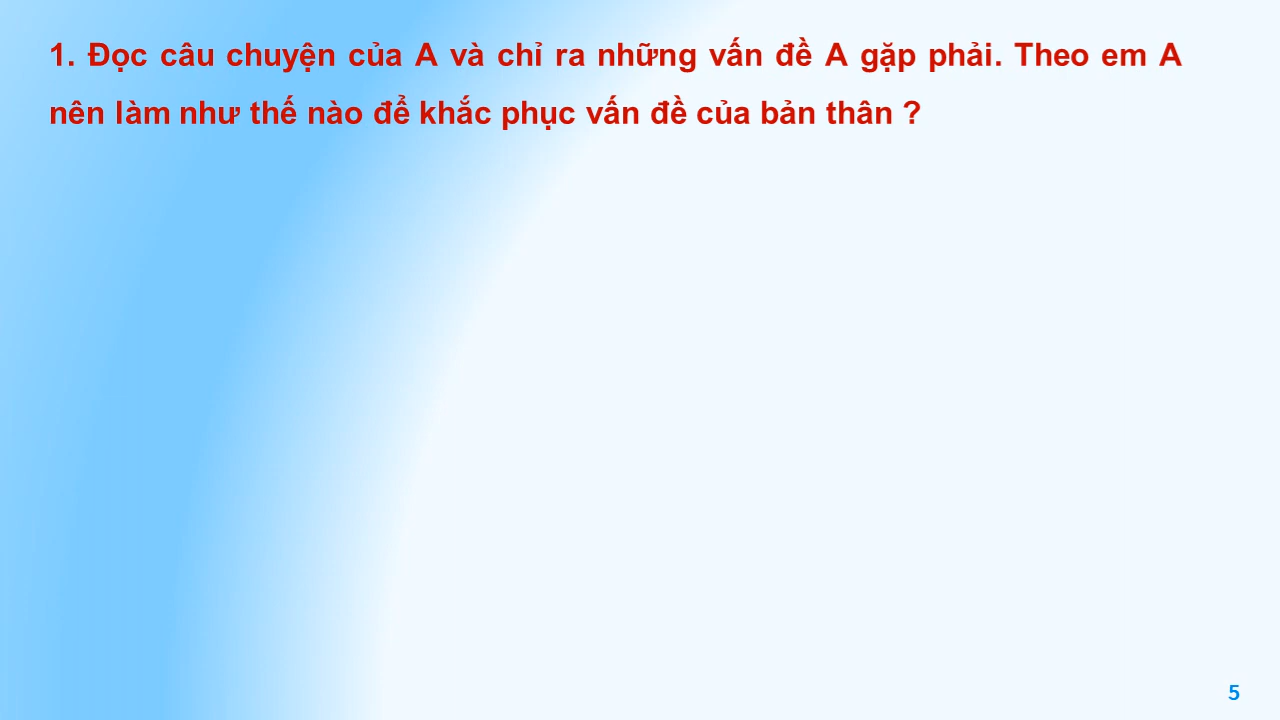 1. Đọc câu chuyện của A và chỉ ra những vấn đề A gặp phải. Theo em A
nên làm như thế nào để khắc phục vấn đề của bản thân ?
5